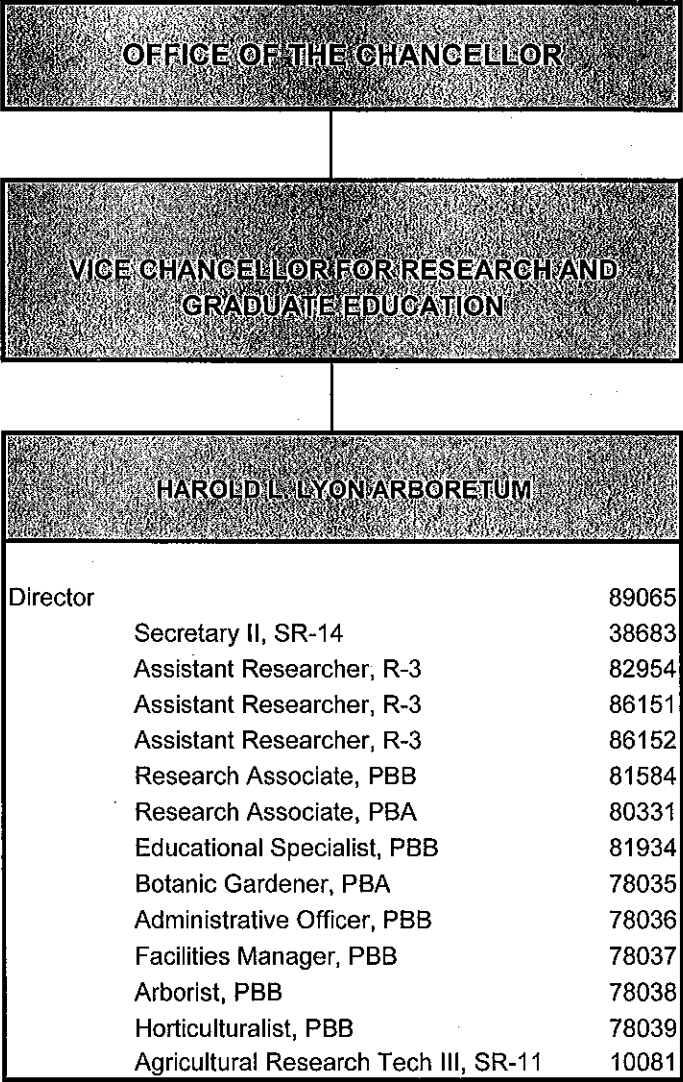 OFFICE OF THE CHANCELLOR
VICE CHANCELLOR FOR RESEARCH AND
GRADUATE EDUCATION
HAROLD L. LYON ARBORETUM
Director 89065
Secretary II, SR-14 38683
Assistant Researcher, R-3 82954
Assistant Researcher, R-3 86151
Assistant Researcher, R-3 86152
Research Associate, PBB 81584
Research Associate, PBA 80331
Educational Specialist, PBB 81934
Botanic Gardener, PBA 78035
Administrative Officer, PBB 78036
Facilities Manager, PBB 78037
Arborist, PBB 78038
Horticulturalist, PBB 78039
Agricultural Research Tech III, SR-11 10081